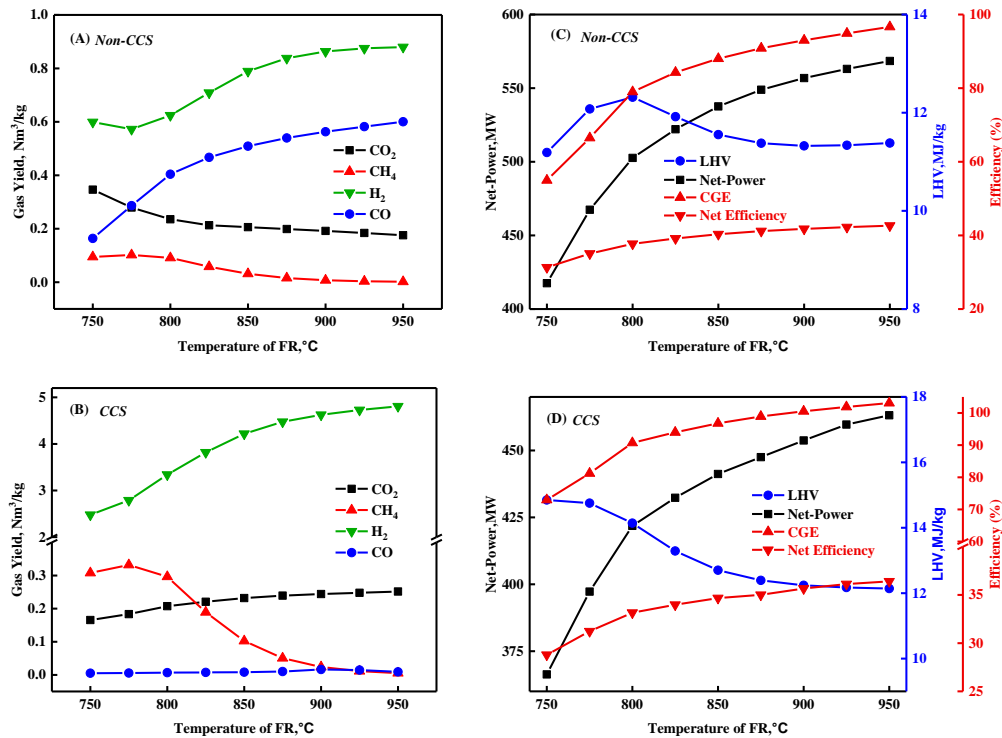 (A) Non-CCS
Gas Yield, Nm³/kg
1.0
0.8
0.6
0.4
0.2
0.0
CO₂
CH₄
H₂
CO
750 800 850 900 950
Temperature of FR,°C
(C) Non-CCS
Net-Power,MW
600
550
500
450
400
LHV
Net-Power
CGE
Net Efficiency
14
12
10
8
LHV,MJ/kg
100
80
60
40
20
Efficiency (%)
750 800 850 900 950
Temperature of FR,°C
(B) CCS
Gas Yield, Nm³/kg
5
4
3
2
0.3
0.2
0.1
0.0
CO₂
CH₄
H₂
CO
750 800 850 900 950
Temperature of FR,°C
(D) CCS
Net-Power,MW
450
425
400
375
LHV
Net-Power
CGE
Net Efficiency
18
16
14
12
10
LHV,MJ/kg
100
90
80
70
60
35
30
25
Efficiency (%)
750 800 850 900 950
Temperature of FR,°C